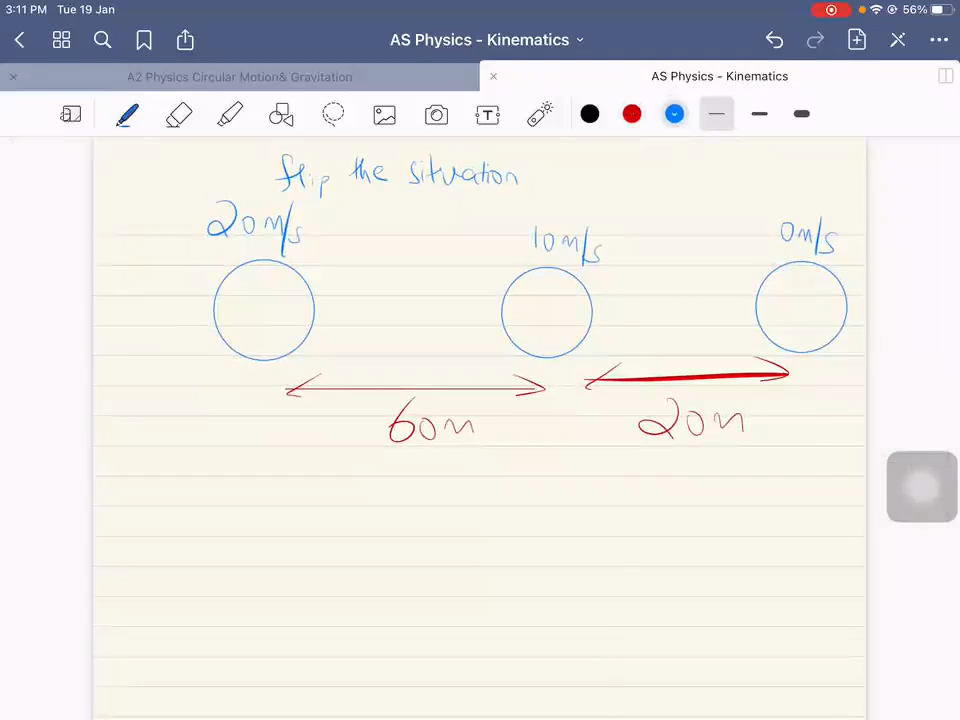 3:11 PM Tue 19 Jan
56%
AS Physics - Kinematics
A2 Physics Circular Motion& Gravitation
AS Physics - Kinematics
T
flip the situation
20m/s
10m/s
0m/s
60m
20m